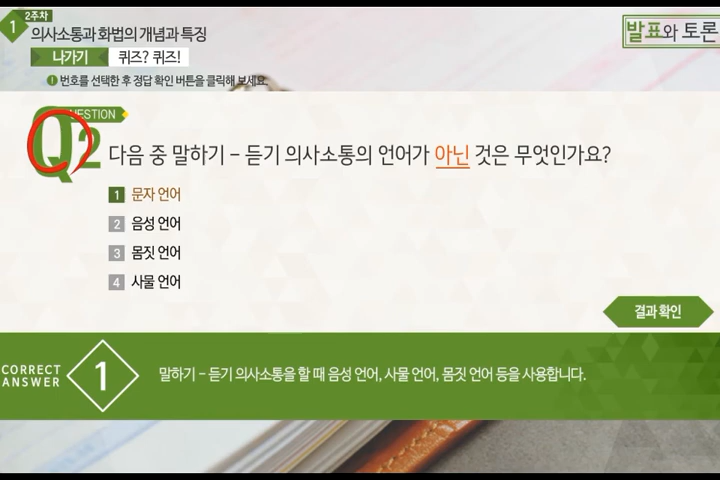 1
2주차
의사소통과 화법의 개념과 특징
발표와 토론
나가기
퀴즈? 퀴즈!
! 번호를 선택한 후 정답 확인 버튼을 클릭해 보세요.
QUESTION
Q2 다음 중 말하기 – 듣기 의사소통의 언어가 아닌 것은 무엇인가요?
1 문자 언어
2 음성 언어
3 몸짓 언어
4 사물 언어
결과 확인
CORRECT
ANSWER
1
말하기 – 듣기 의사소통을 할 때 음성 언어, 사물 언어, 몸짓 언어 등을 사용합니다.